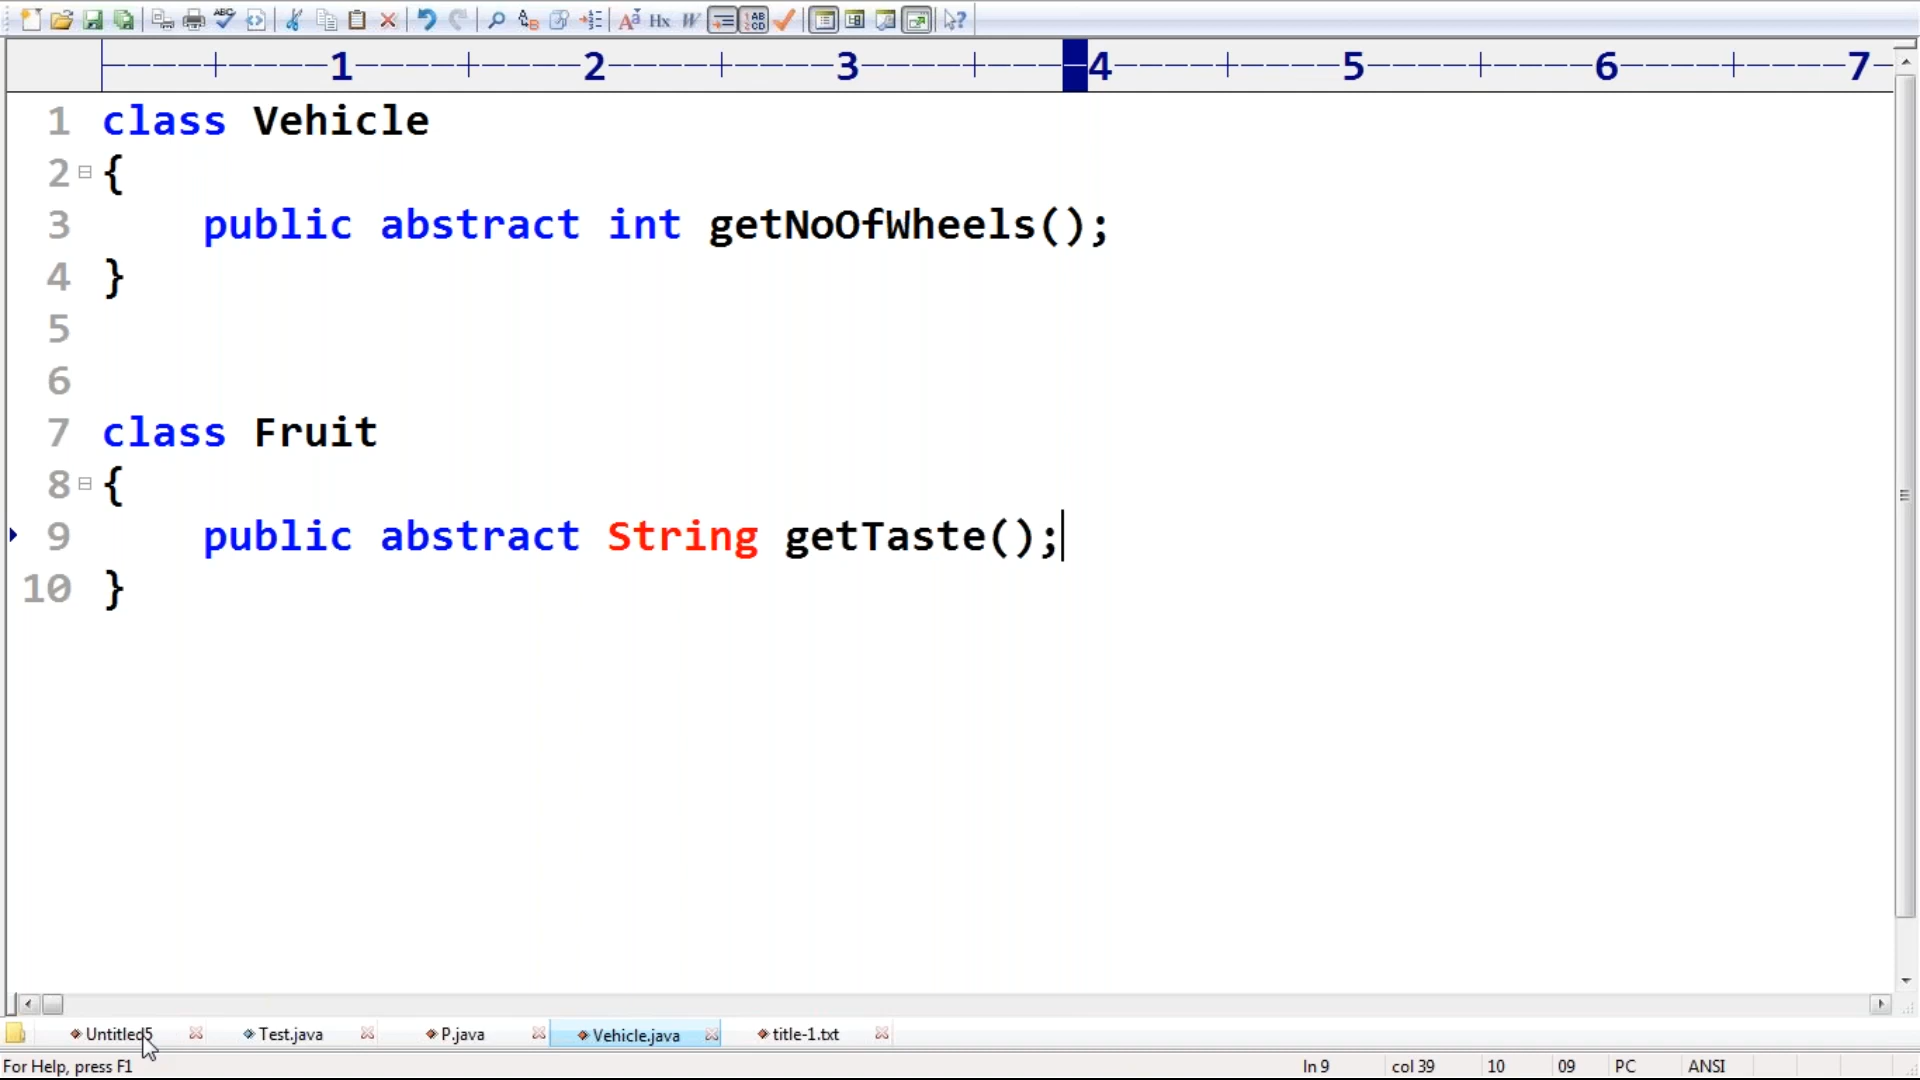 1 2 3 4 5 6 7
1 class Vehicle
2 {
3 public abstract int getNoOfWheels();
4 }
5
6
7 class Fruit
8 {
9 public abstract String getTaste();
10 }
Untitled5 Test.java P.java Vehicle.java title-1.txt
For Help, press F1 ln 9 col 39 10 09 PC ANSI